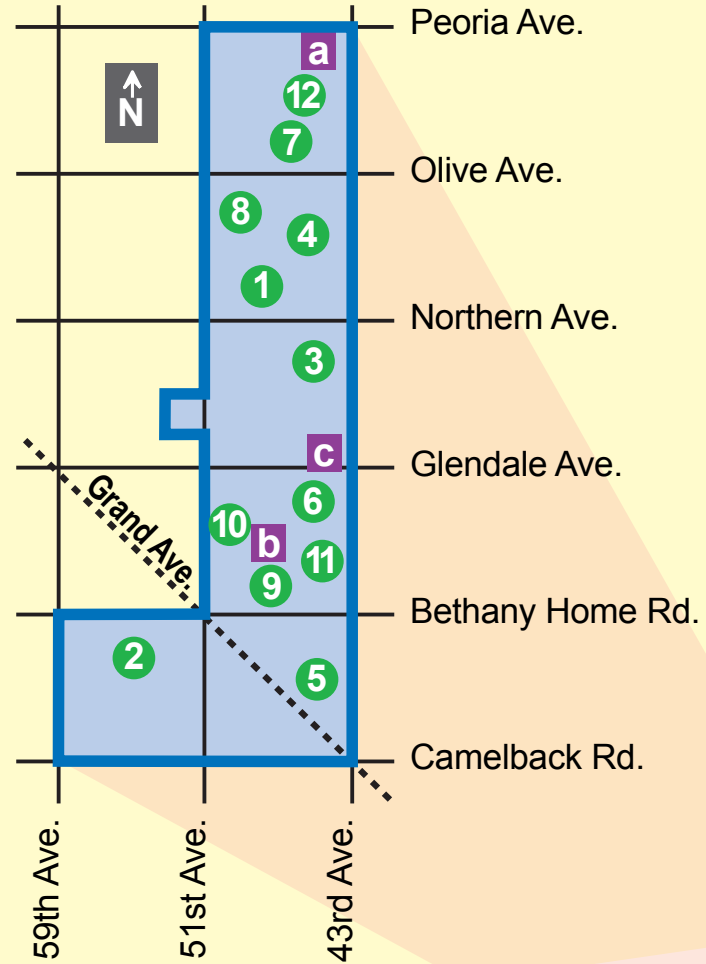 Peoria Ave.
a
N
12
7
Olive Ave.
8
4
1
Northern Ave.
3
c
Glendale Ave.
Grand Ave.
6
10
b
11
9
Bethany Home Rd.
2
5
Camelback Rd.
59th Ave.
51st Ave.
43rd Ave.